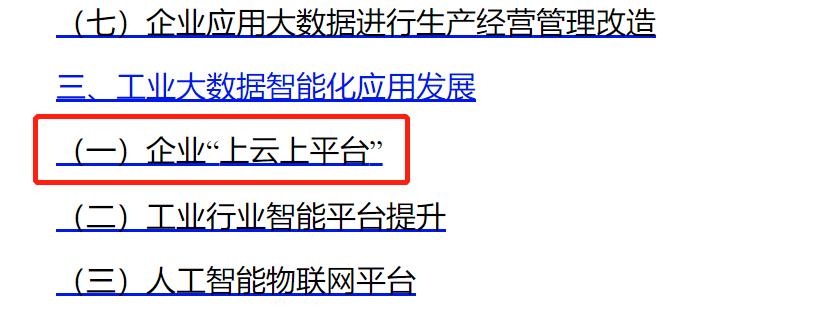 （七）企业应用大数据进行生产经营管理改造
三、工业大数据智能化应用发展
（一）企业“上云上平台”
（二）工业行业智能平台提升
（三）人工智能物联网平台